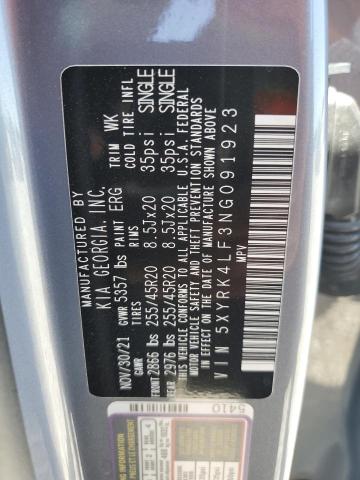 MANUFACTURED BY
KIA GEORGIA, INC.
NOV/30/21 GVWR 5357 lbs PAINT ERG TRIM WK
GAWR RIMS COLD TIRE INFL
FRONT 2866 lbs 255/45R20 8.5Jx20 35psi SINGLE
REAR 2976 lbs 255/45R20 8.5Jx20 35psi SINGLE
THIS VEHICLE CONFORMS TO ALL APPLICABLE U.S.A. FEDERAL
MOTOR VEHICLE SAFETY, BUMPER, AND THEFT PREVENTION STANDARDS
IN EFFECT ON THE DATE OF MANUFACTURE SHOWN ABOVE
VIN 5XYRK4LF3NG091923
MPV
5410